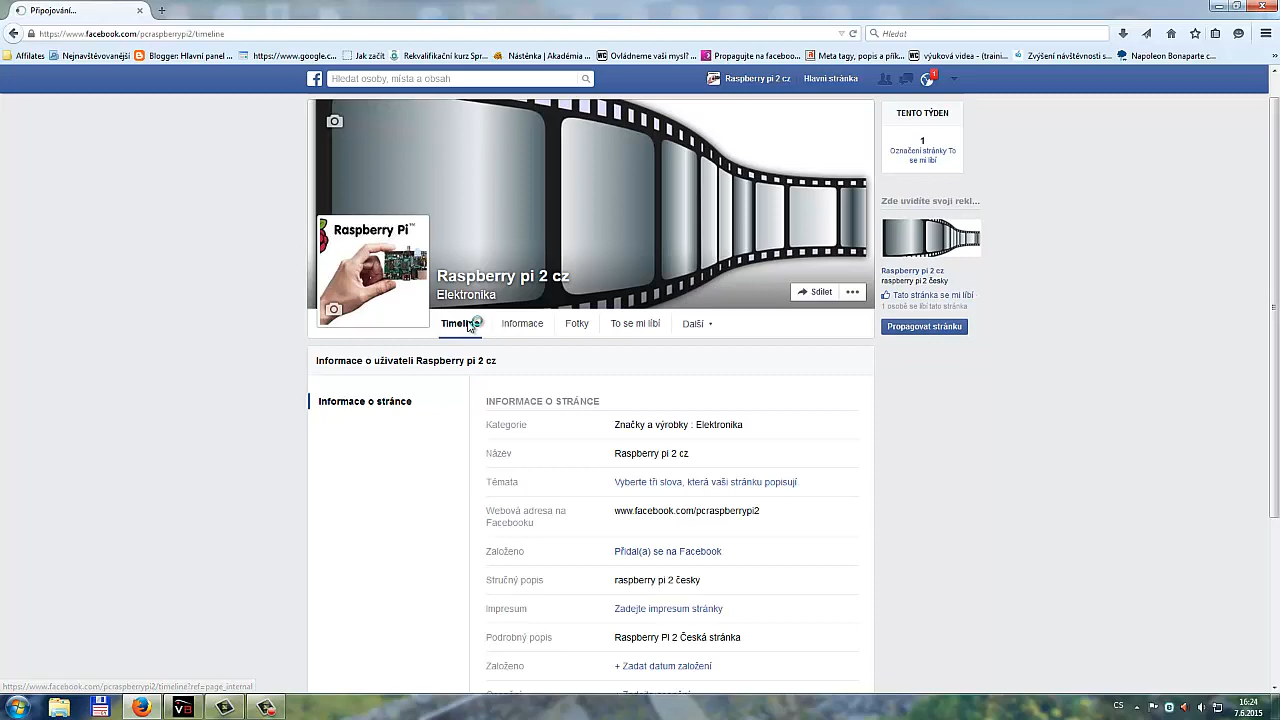 Připojování...
https://www.facebook.com/pcraspberrypi2/timeline
Hledat
Affilates
Nejnavštěvovanější
Blogger: Hlavní panel ...
https://www.google.c...
Jak začít
Rekvalifikační kurz Spr...
Nástěnka | Akademia ...
Ovládneme vaši mysl?...
Propagujte na faceboo...
Meta tagy, popis a přík...
výuková videa - (train...
Zvýšení návštěvnosti s...
Napoleon Bonaparte c...
Hledat osoby, místa a obsah
Raspberry pi 2 cz
Hlavní stránka
1
Raspberry Pi™
Raspberry pi 2 cz
Elektronika
Sdílet
Timeline
Informace
Fotky
To se mi líbí
Další
TENTO TÝDEN
1
Označení stránky To
se mi líbí
Zde uvidíte svoji rekl...
Raspberry pi 2 cz
raspberry pi 2 česky
Tato stránka se mi líbí
1 osobě se líbí tato stránka
Propagovat stránku
Informace o uživateli Raspberry pi 2 cz
Informace o stránce
INFORMACE O STRÁNCE
Kategorie
Značky a výrobky : Elektronika
Název
Raspberry pi 2 cz
Témata
Vyberte tři slova, která vaši stránku popisují.
Webová adresa na
Facebooku
www.facebook.com/pcraspberrypi2
Založeno
Přidal(a) se na Facebook
Stručný popis
raspberry pi 2 česky
Impresum
Zadejte impresum stránky
Podrobný popis
Raspberry Pi 2 Česká stránka
Založeno
+ Zadat datum založení
https://www.facebook.com/pcraspberrypi2/timeline?ref=page_internal
CS
16:24
7.6.2015